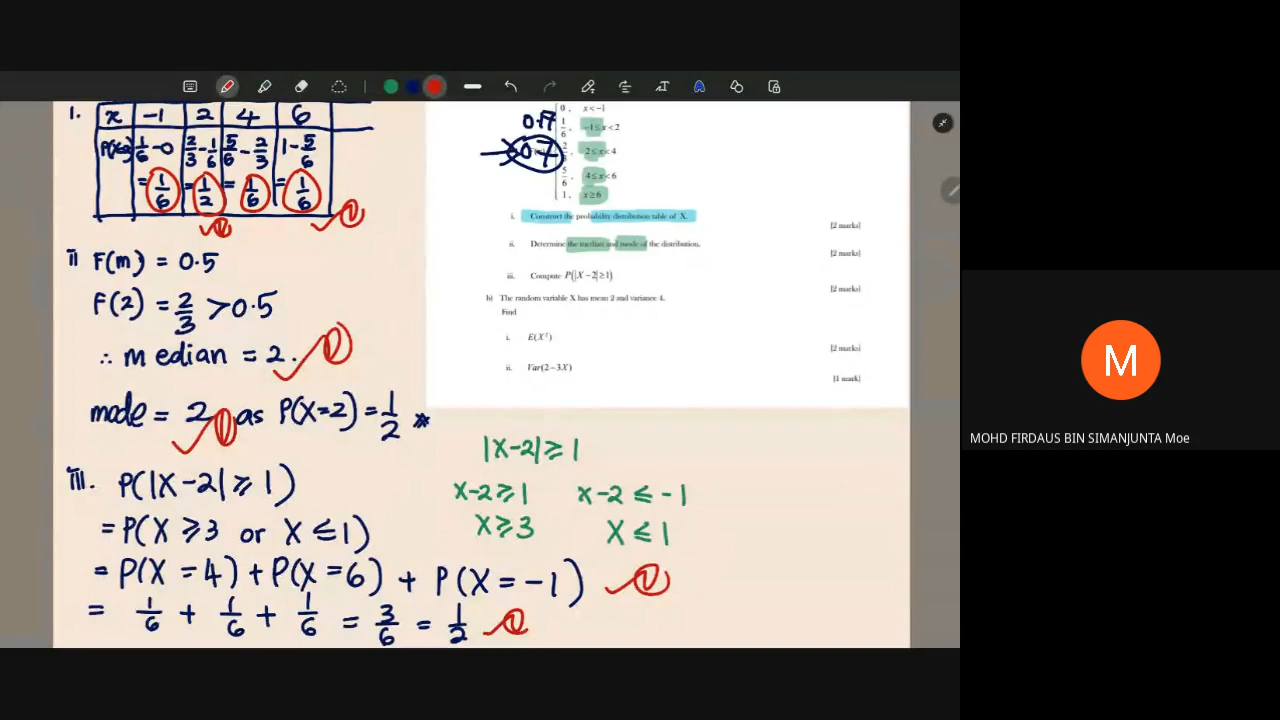 1. x -1 2 4 6
P(X=x) 1/6 - 0 2/3 - 1/6 5/6 - 2/3 1 - 5/6
= 1/6 = 1/2 = 1/6 = 1/6
ii F(m) = 0.5
F(2) = 2/3 > 0.5
∴ median = 2.
mode = 2 as P(X=2) = 1/2 *
iii. P(|X-2| ≥ 1)
= P(X ≥ 3 or X ≤ 1)
= P(X = 4) + P(X = 6) + P(X = -1)
= 1/6 + 1/6 + 1/6 = 3/6 = 1/2
0.17
0.7
0, x < -1
1/6, -1 ≤ x < 2
2 ≤ x < 4
5/6, 4 ≤ x < 6
1, x ≥ 6
i. Construct the probability distribution table of X.
[2 marks]
ii. Determine the median and mode of the distribution.
[2 marks]
iii. Compute P(|X-2| ≥ 1)
[2 marks]
b) The random variable X has mean 2 and variance 4.
Find
i. E(X²)
[2 marks]
ii. Var(2-3X)
[1 mark]
|X-2| ≥ 1
x-2 ≥ 1 x-2 ≤ -1
X ≥ 3 X ≤ 1
M
MOHD FIRDAUS BIN SIMANJUNTA Moe